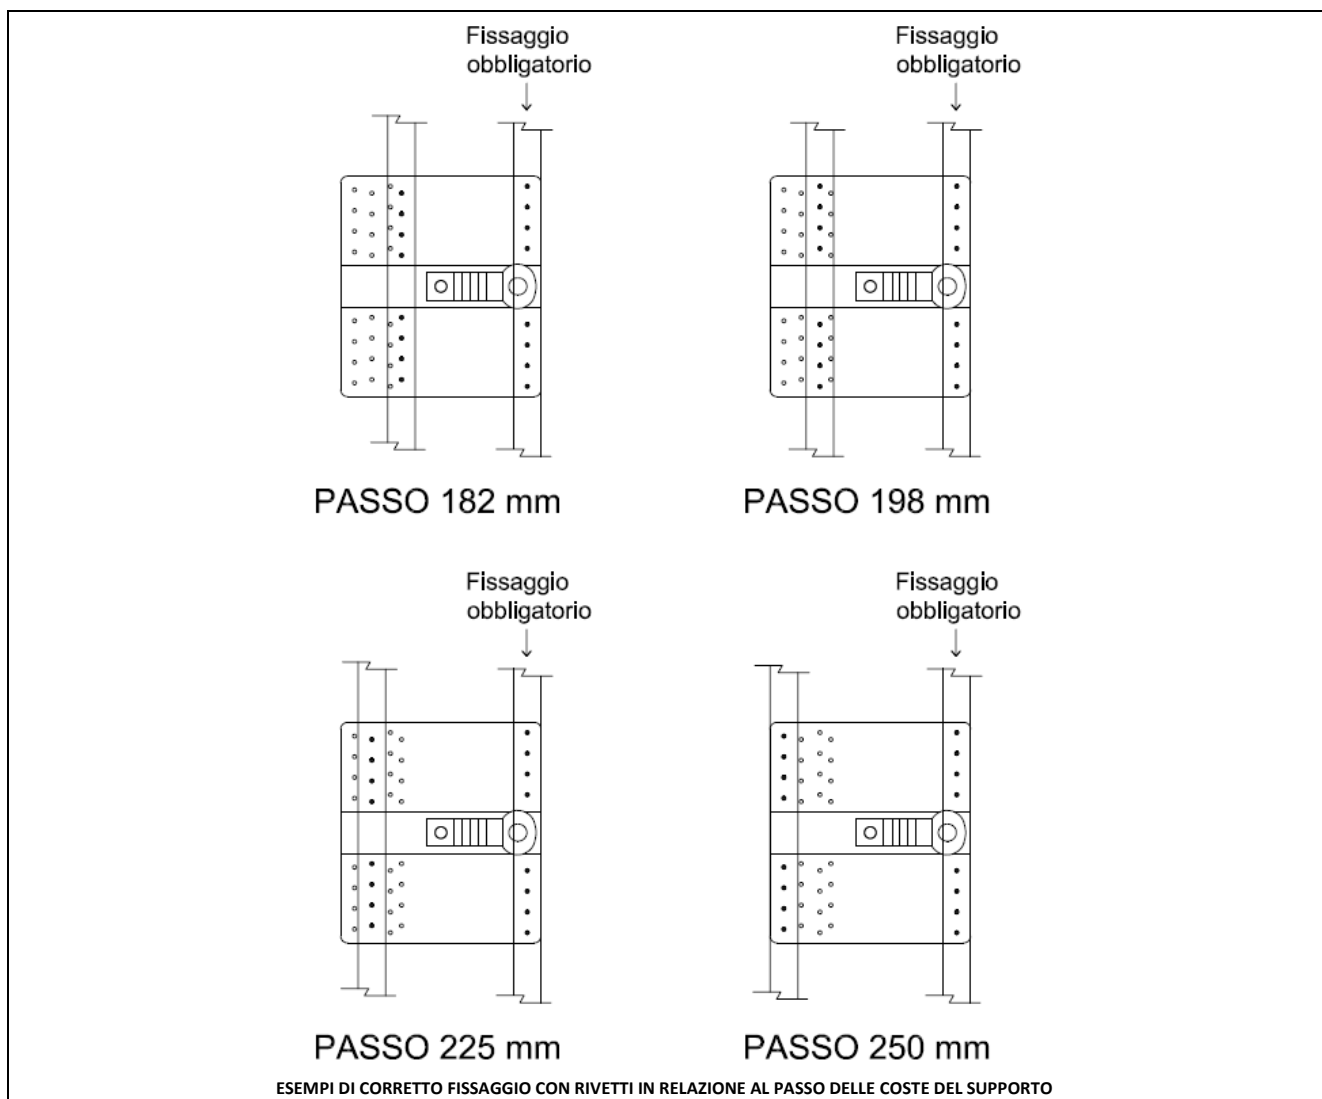 Fissaggio
obbligatorio
Fissaggio
obbligatorio
PASSO 182 mm
PASSO 198 mm
Fissaggio
obbligatorio
Fissaggio
obbligatorio
PASSO 225 mm
PASSO 250 mm
ESEMPI DI CORRETTO FISSAGGIO CON RIVETTI IN RELAZIONE AL PASSO DELLE COSTE DEL SUPPORTO